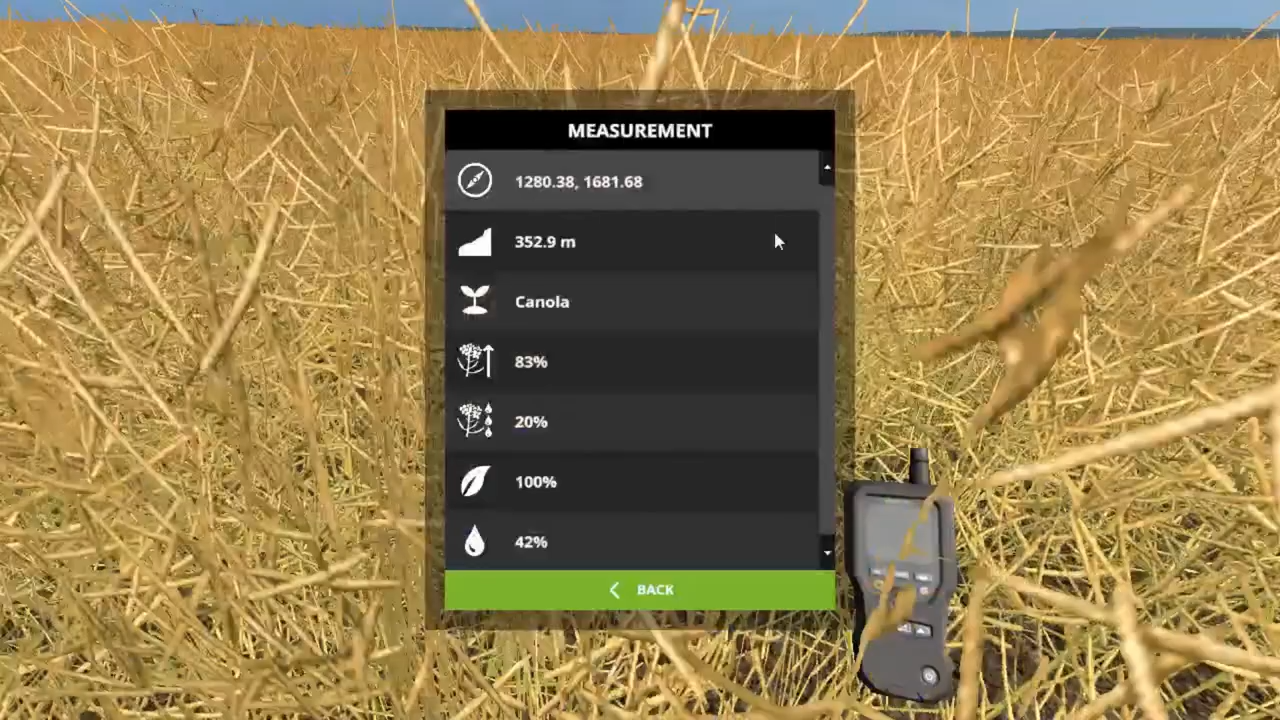 MEASUREMENT
1280.38, 1681.68
352.9 m
Canola
83%
20%
100%
42%
BACK